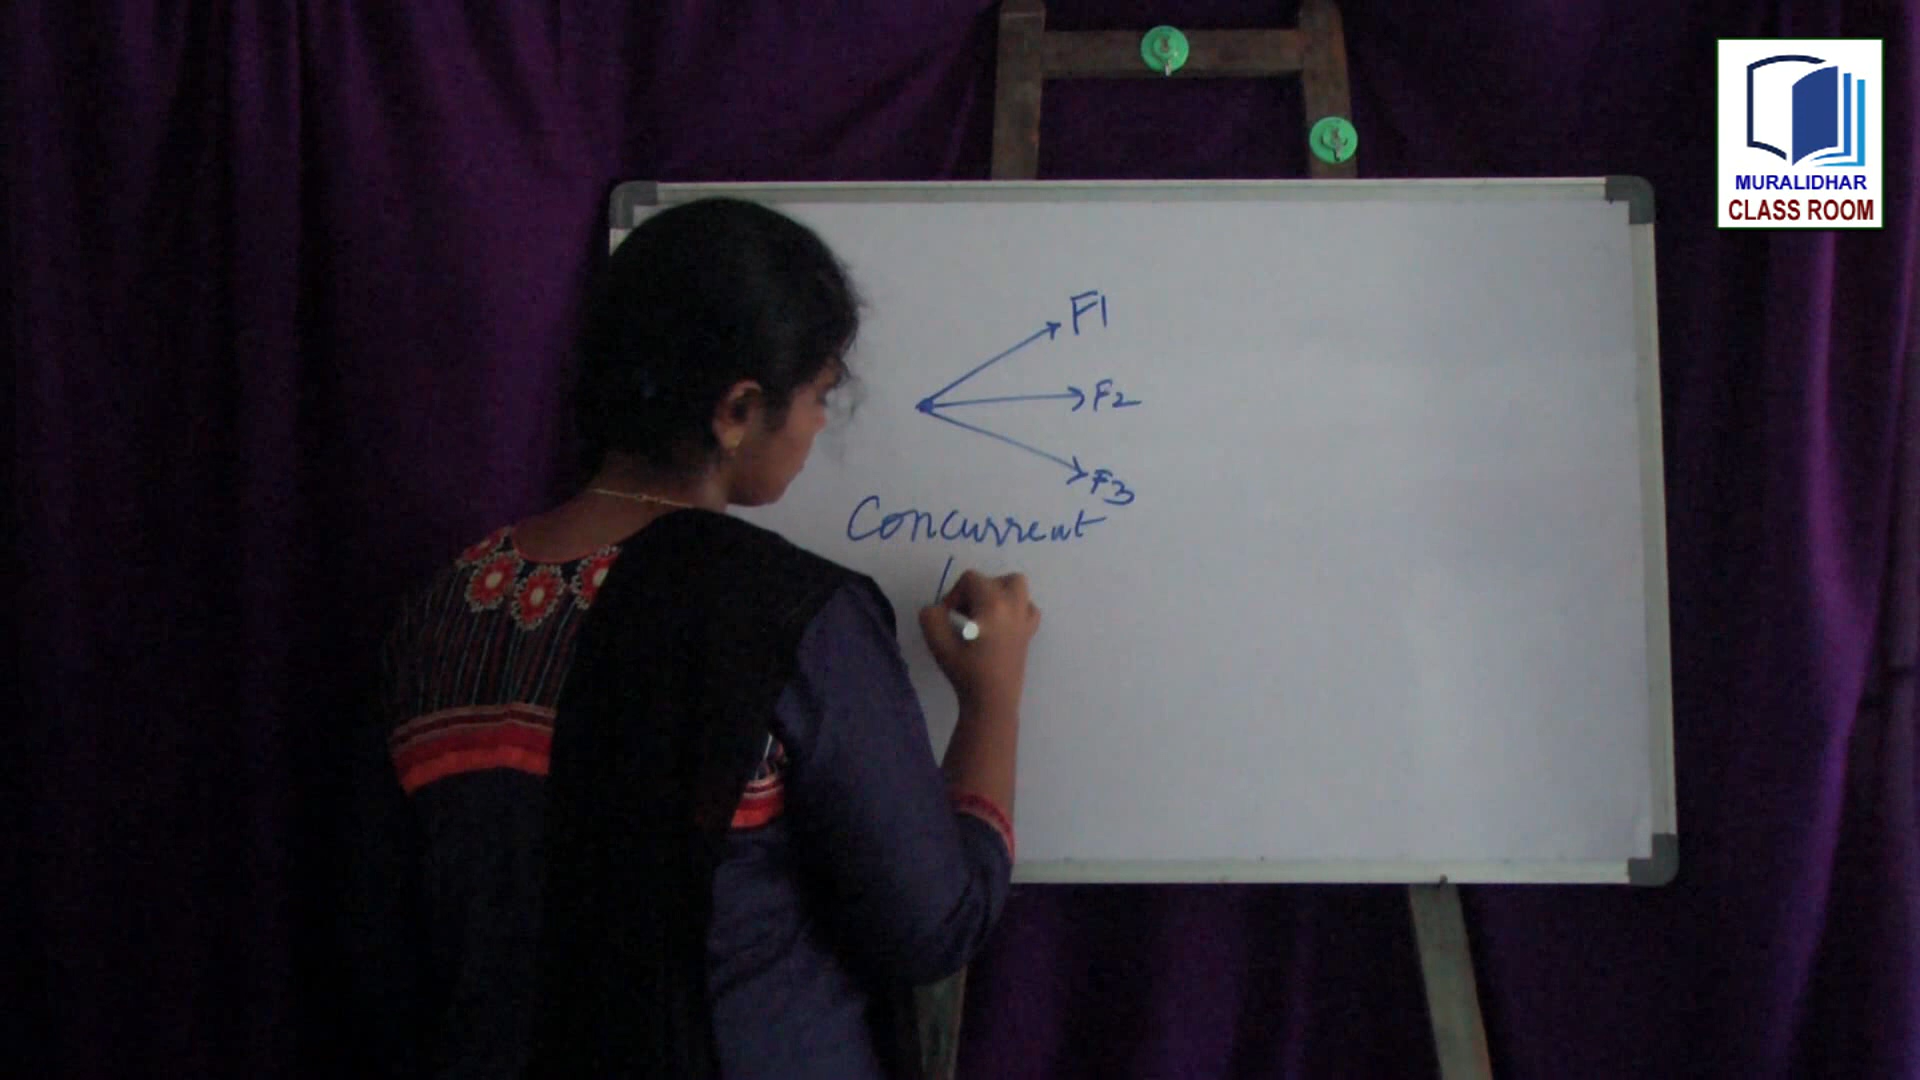 MURALIDHAR
CLASS ROOM
F1
F2
F3
Concurrent